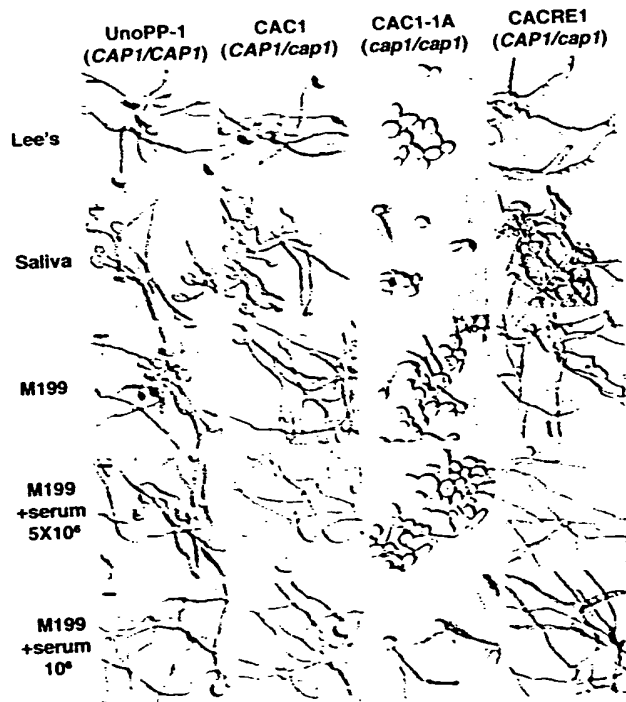 UnoPP-1 CAC1 CAC1-1A CACRE1
(CAP1/CAP1) (CAP1/cap1) (cap1/cap1) (CAP1/cap1)
Lee's
Saliva
M199
M199
+serum
5X10⁶
M199
+serum
10⁶